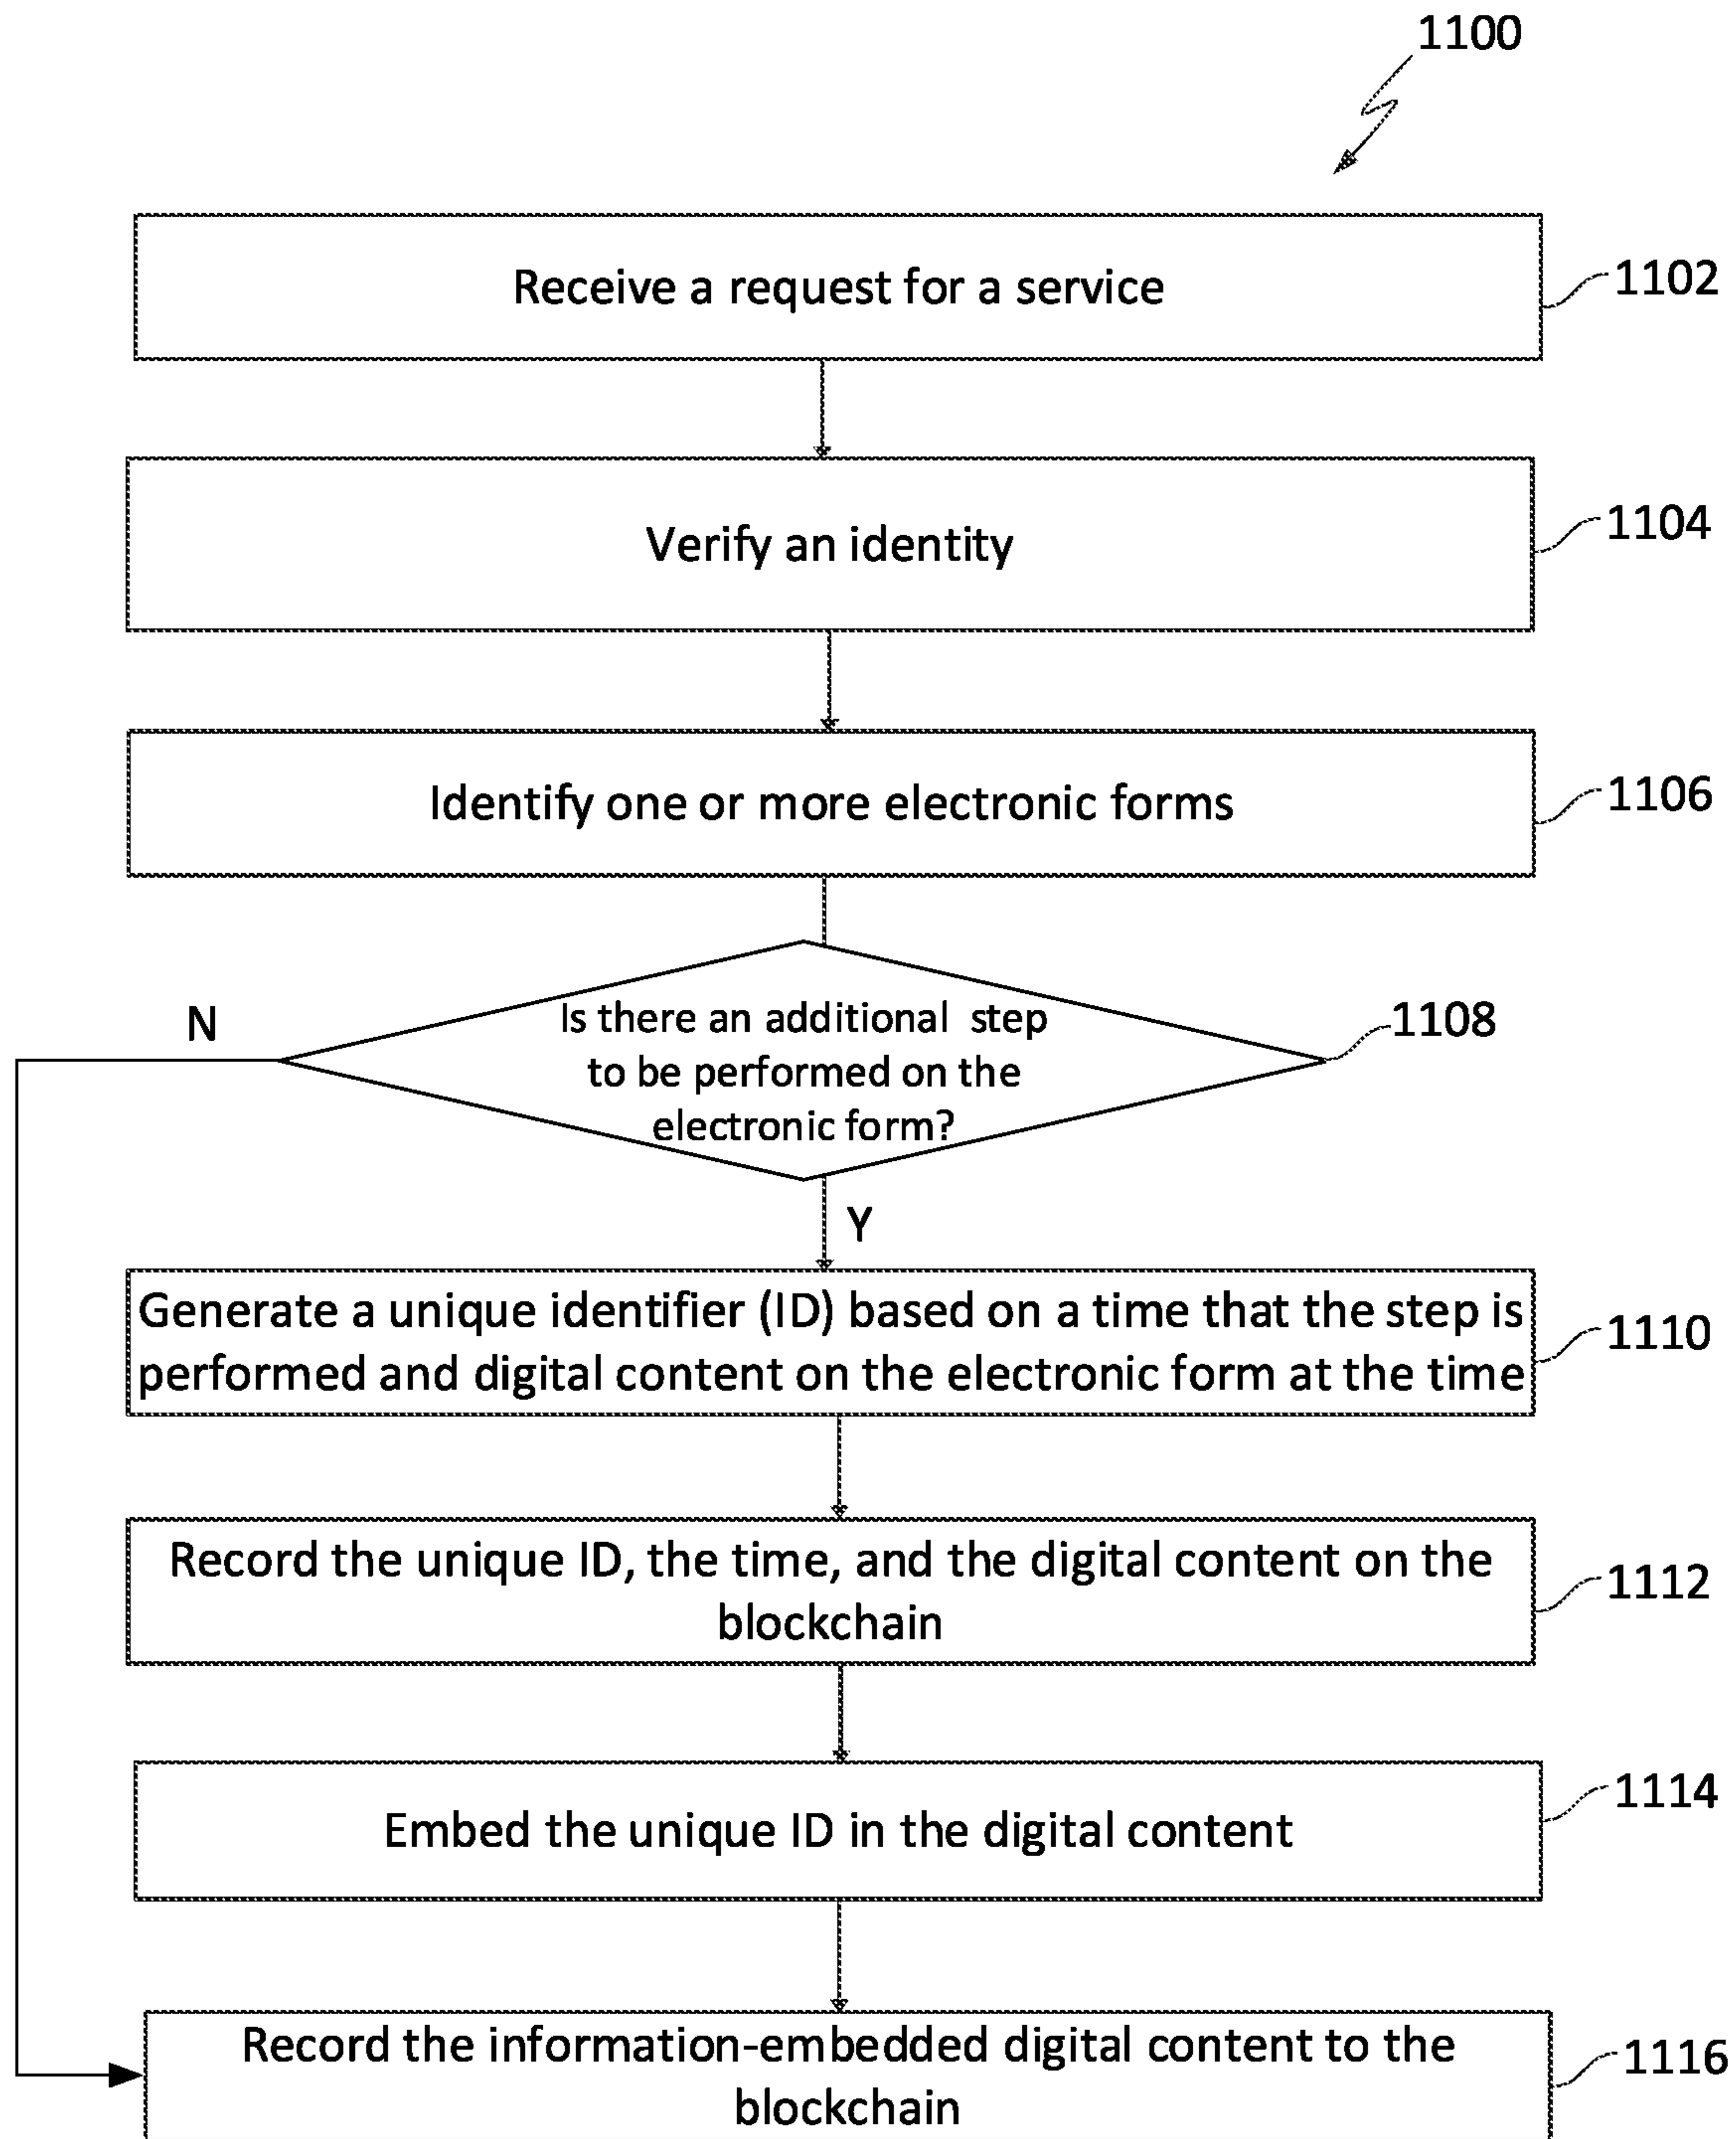 1100
Receive a request for a service
1102
Verify an identity
1104
Identify one or more electronic forms
1106
N
Is there an additional step
to be performed on the
electronic form?
1108
Y
Generate a unique identifier (ID) based on a time that the step is
performed and digital content on the electronic form at the time
1110
Record the unique ID, the time, and the digital content on the
blockchain
1112
Embed the unique ID in the digital content
1114
Record the information-embedded digital content to the
blockchain
1116